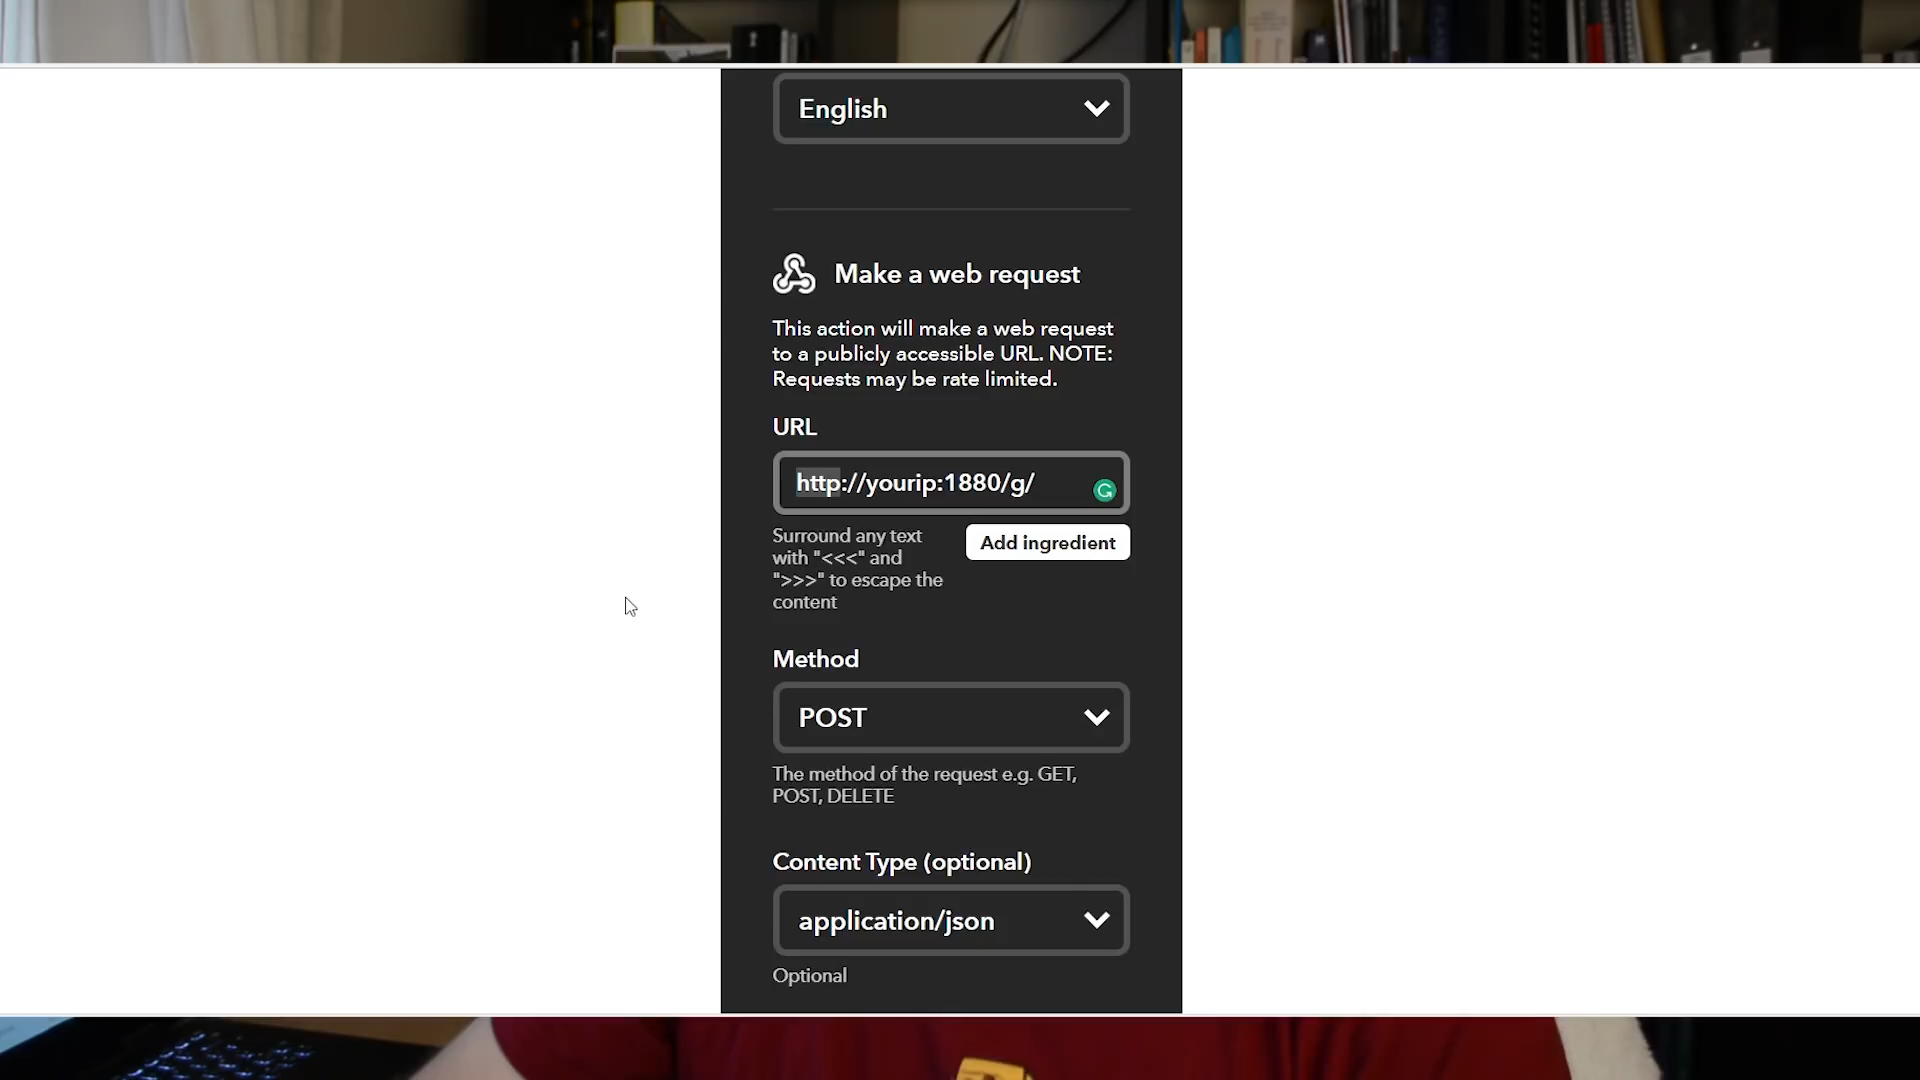 English
Make a web request
This action will make a web request
to a publicly accessible URL. NOTE:
Requests may be rate limited.
URL
http://yourip:1880/g/
Surround any text
with "<<<" and
">>>" to escape the
content
Add ingredient
Method
POST
The method of the request e.g. GET,
POST, DELETE
Content Type (optional)
application/json
Optional